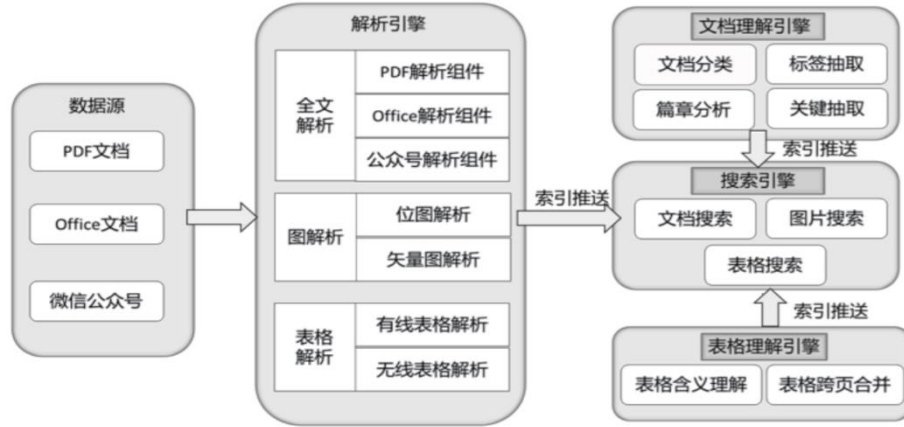 数据源
PDF文档
Office文档
微信公众号
解析引擎
全文
解析
PDF解析组件
Office解析组件
公众号解析组件
图解析
位图解析
矢量图解析
表格
解析
有线表格解析
无线表格解析
索引推送
文档理解引擎
文档分类
标签抽取
篇章分析
关键抽取
索引推送
搜索引擎
文档搜索
图片搜索
表格搜索
索引推送
表格理解引擎
表格含义理解
表格跨页合并